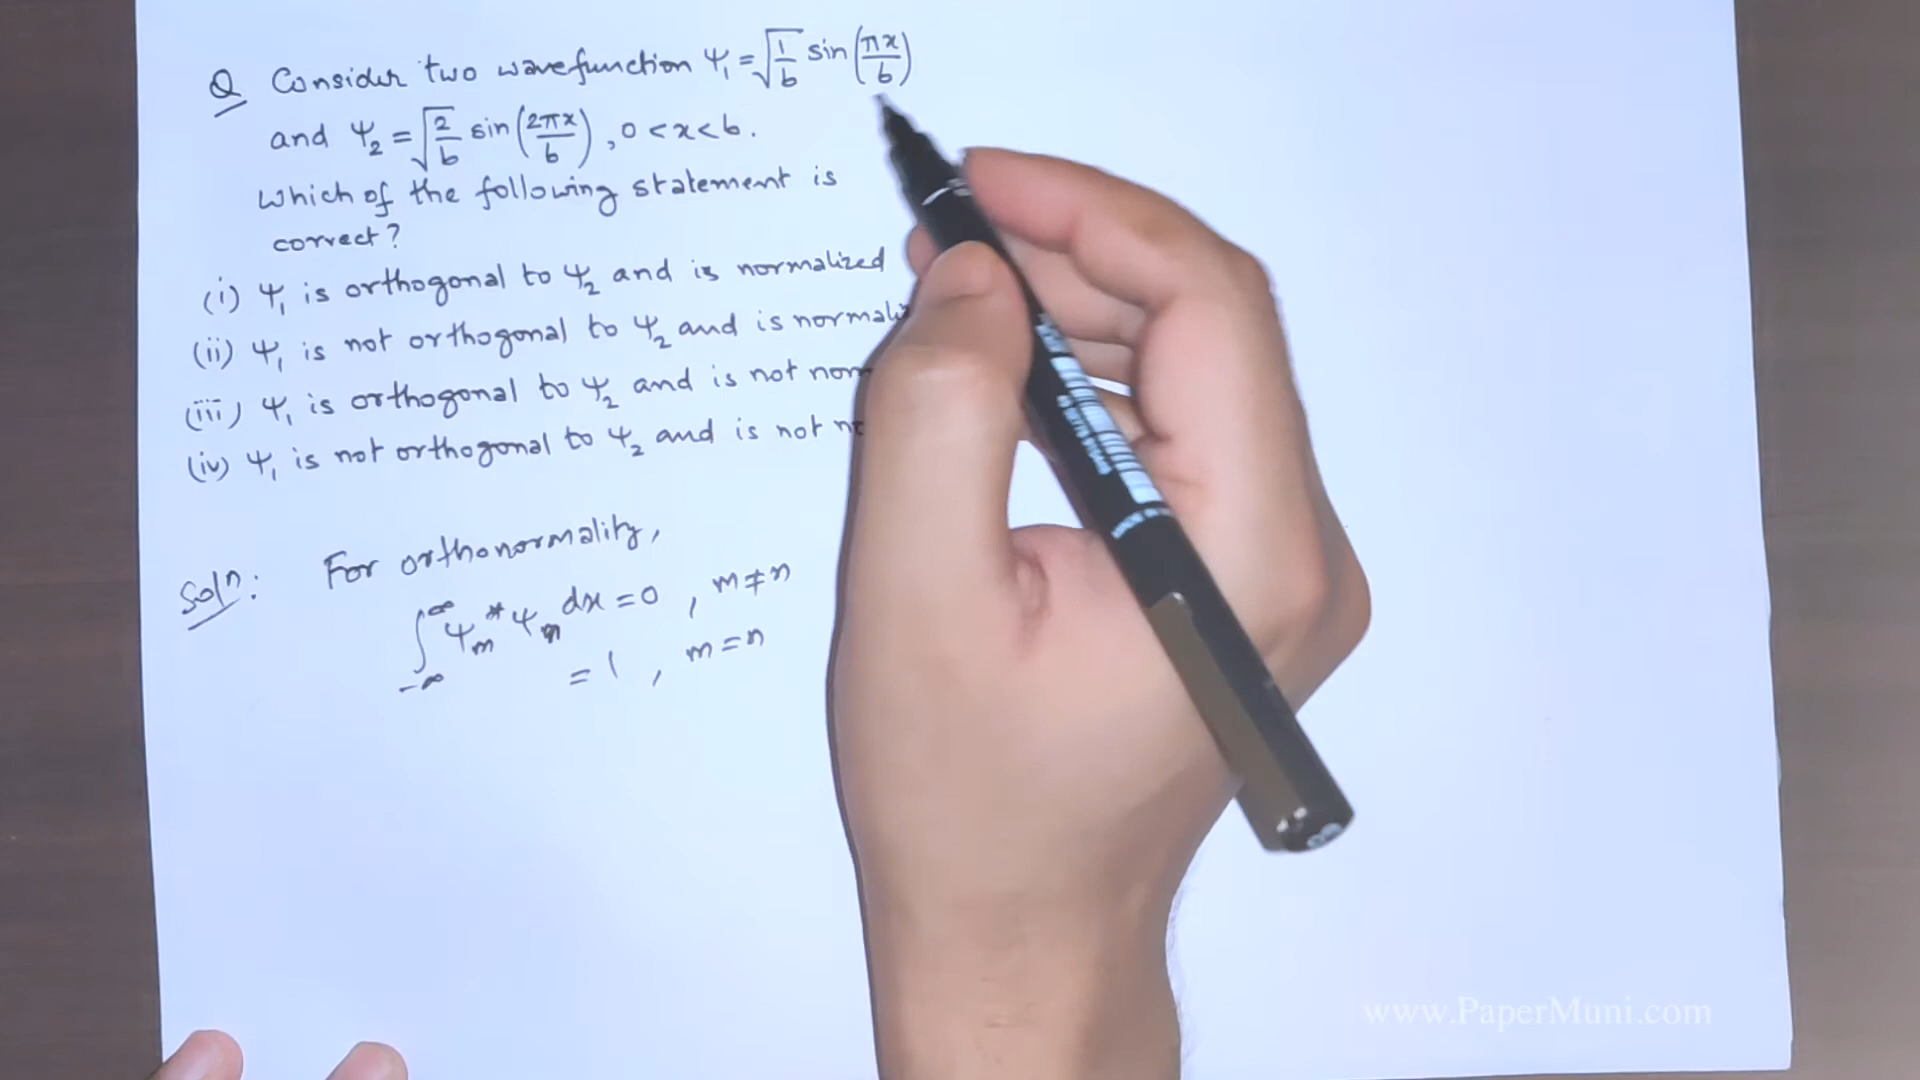 Q Consider two wavefunction Ψ₁ = √(1/b) sin(πx/b)
and Ψ₂ = √(2/b) sin(2πx/b), 0 < x < b.
Which of the following statement is
correct?
(i) Ψ₁ is orthogonal to Ψ₂ and is normalized
(ii) Ψ₁ is not orthogonal to Ψ₂ and is normali
(iii) Ψ₁ is orthogonal to Ψ₂ and is not nor
(iv) Ψ₁ is not orthogonal to Ψ₂ and is not
Solⁿ: For orthonormality,
∫_{-∞}^{∞} Ψₘ* Ψₙ dx = 0, m ≠ n
= 1, m = n
www.PaperMuni.com